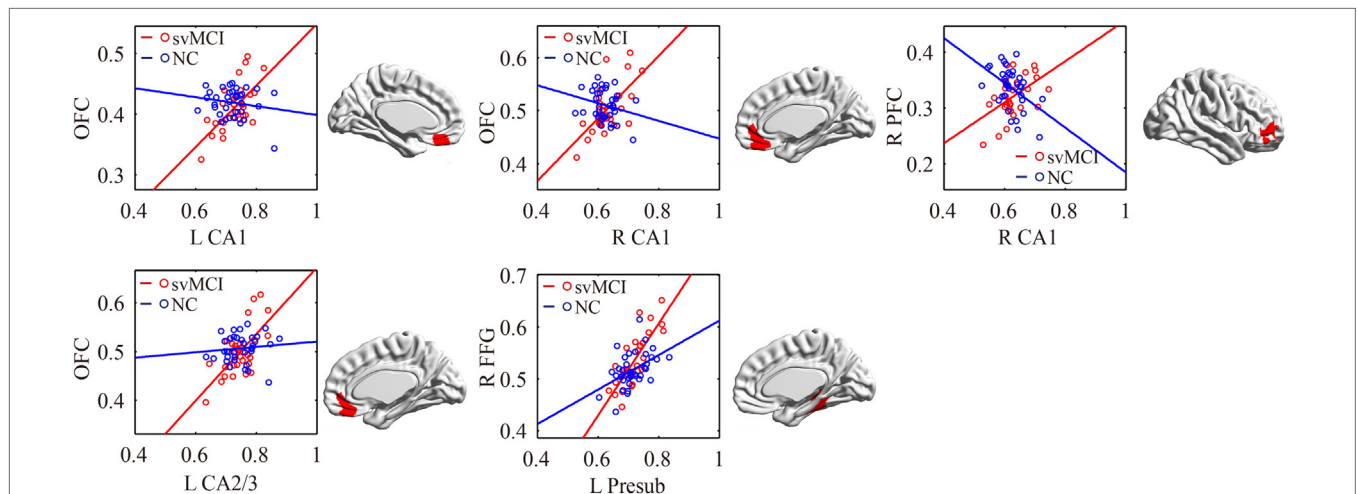 svMCI
NC
0.5
0.4
0.3
OFC
0.4 0.6 0.8 1
L CA1
svMCI
NC
0.6
0.5
0.4
OFC
0.4 0.6 0.8 1
R CA1
0.4
0.3
0.2
R PFC
svMCI
NC
0.4 0.6 0.8 1
R CA1
svMCI
NC
0.6
0.5
0.4
OFC
0.4 0.6 0.8 1
L CA2/3
svMCI
NC
0.7
0.6
0.5
0.4
R FFG
0.4 0.6 0.8 1
L Presub